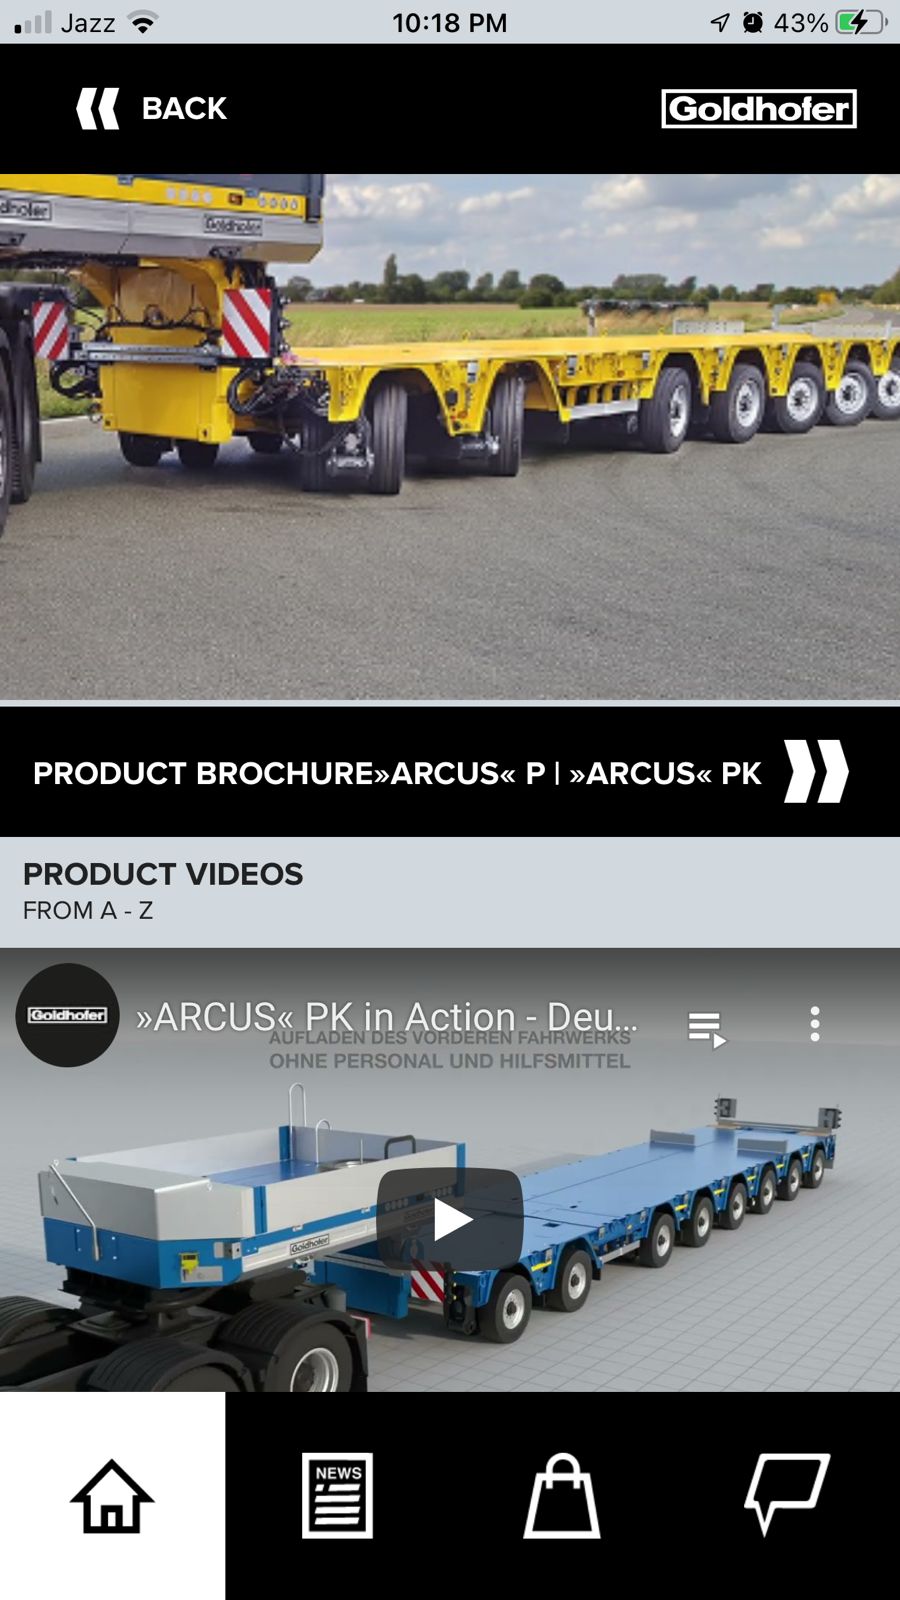 Jazz 10:18 PM 43%
BACK
Goldhofer
Goldhofer
PRODUCT BROCHURE»ARCUS« P | »ARCUS« PK
PRODUCT VIDEOS
FROM A - Z
Goldhofer
»ARCUS« PK in Action - Deu...
AUFLADEN DES VORDEREN FAHRWERKS
OHNE PERSONAL UND HILFSMITTEL
Goldhofer
NEWS